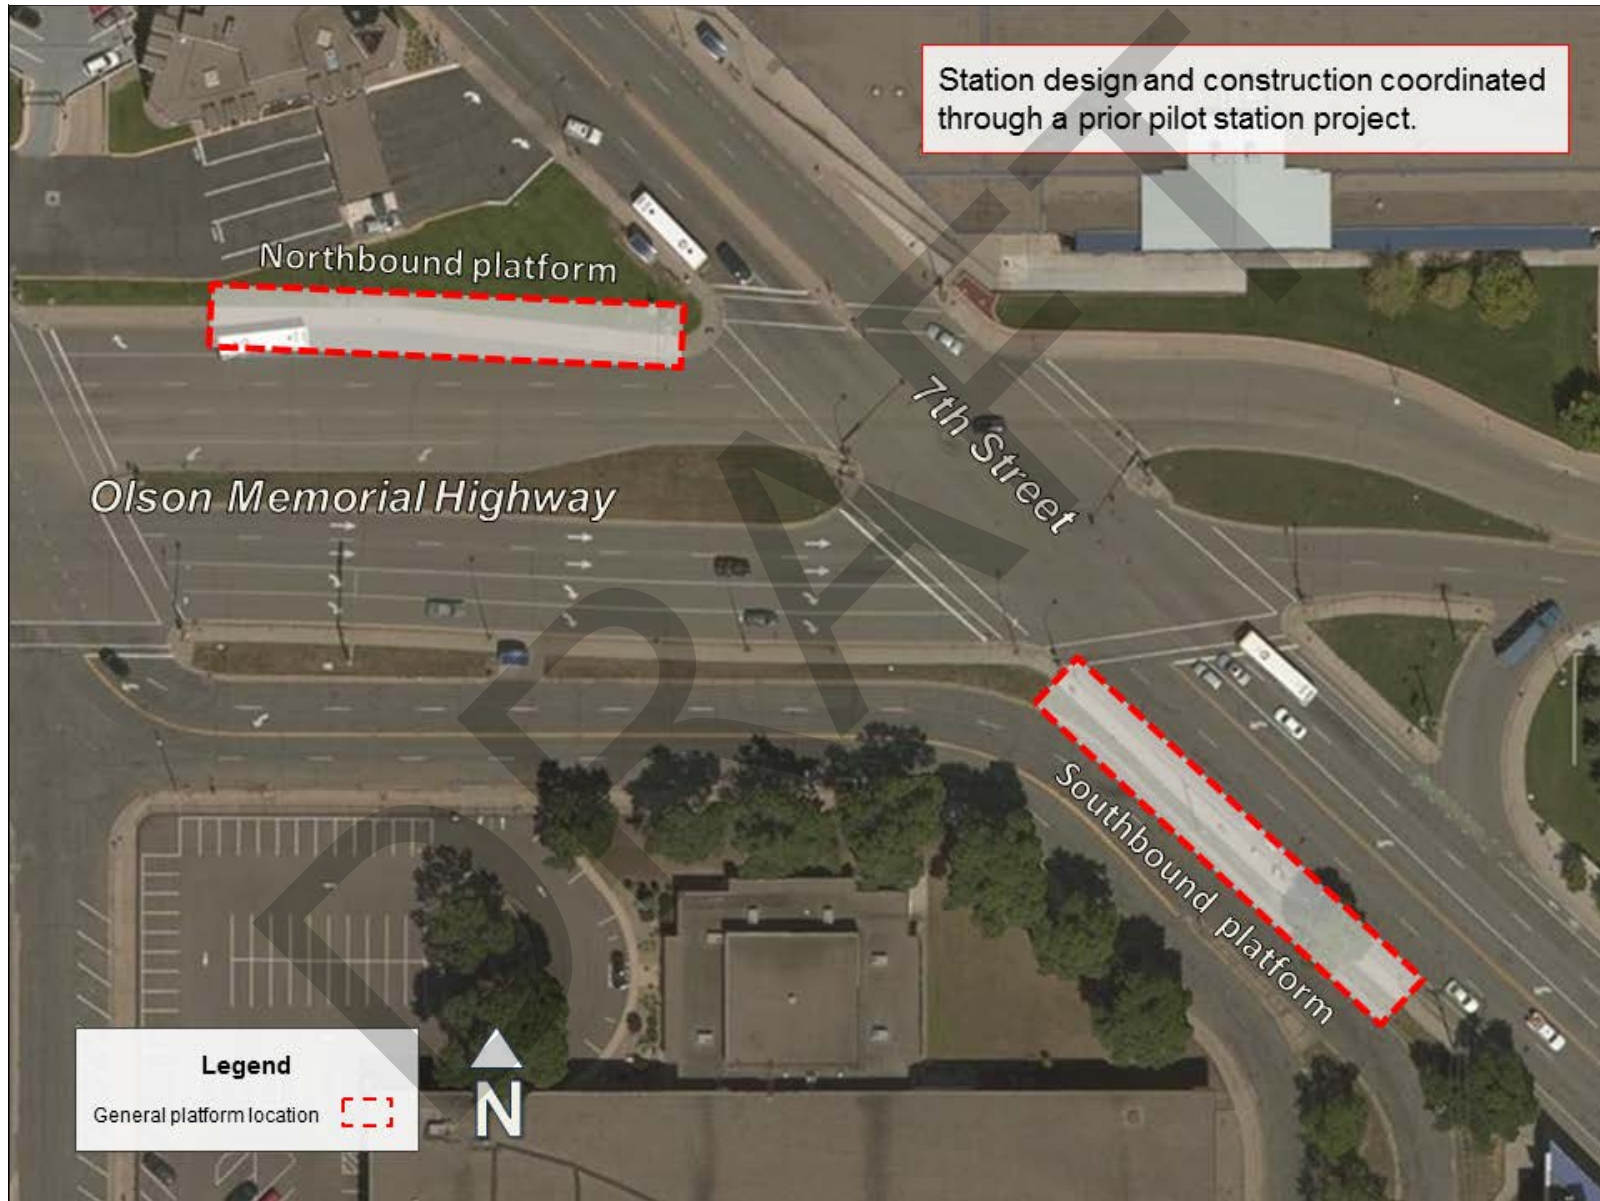 Station design and construction coordinated
through a prior pilot station project.
Northbound platform
7th Street
Olson Memorial Highway
Southbound platform
Legend
General platform location
N
DRAFT